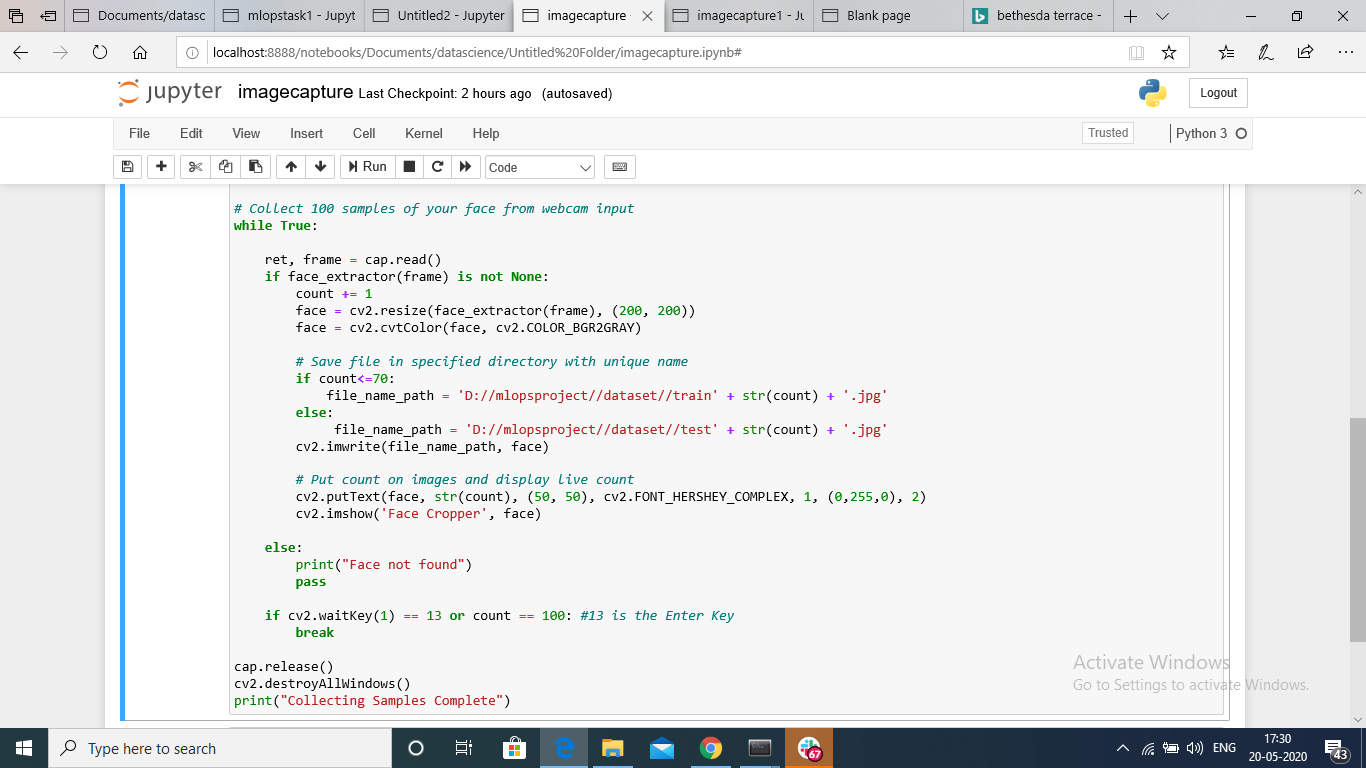 Documents/datasc
mlopstask1 - Jupyt
Untitled2 - Jupyter
imagecapture
imagecapture1 - Ju
Blank page
bethesda terrace -
localhost:8888/notebooks/Documents/datascience/Untitled%20Folder/imagecapture.ipynb#
jupyter imagecapture Last Checkpoint: 2 hours ago (autosaved)
Logout
File Edit View Insert Cell Kernel Help
Trusted
Python 3
Run
Code
# Collect 100 samples of your face from webcam input
while True:
    ret, frame = cap.read()
    if face_extractor(frame) is not None:
        count += 1
        face = cv2.resize(face_extractor(frame), (200, 200))
        face = cv2.cvtColor(face, cv2.COLOR_BGR2GRAY)
        # Save file in specified directory with unique name
        if count<=70:
            file_name_path = 'D://mlopsproject//dataset//train' + str(count) + '.jpg'
        else:
             file_name_path = 'D://mlopsproject//dataset//test' + str(count) + '.jpg'
        cv2.imwrite(file_name_path, face)
        # Put count on images and display live count
        cv2.putText(face, str(count), (50, 50), cv2.FONT_HERSHEY_COMPLEX, 1, (0,255,0), 2)
        cv2.imshow('Face Cropper', face)
    else:
        print("Face not found")
        pass
    if cv2.waitKey(1) == 13 or count == 100: #13 is the Enter Key
        break
cap.release()
cv2.destroyAllWindows()
print("Collecting Samples Complete")
Activate Windows
Go to Settings to activate Windows.
Type here to search
67
ENG
17:30
20-05-2020
43